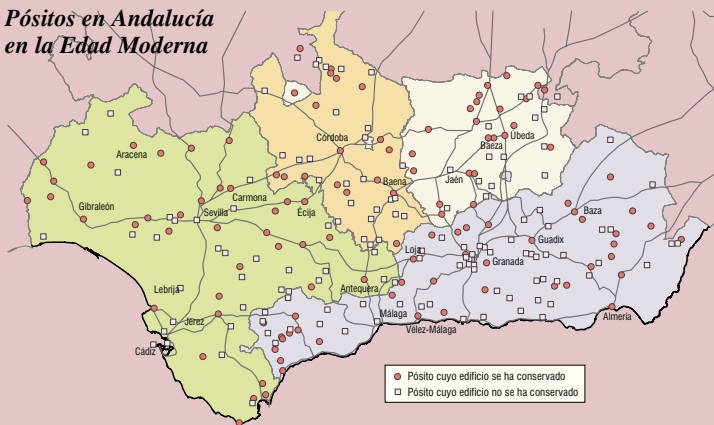 Pósitos en Andalucía
en la Edad Moderna
Córdoba
Úbeda
Baeza
Aracena
Jaén
Baena
Carmona
Gibraleón
Sevilla
Écija
Baza
Guadix
Loja
Granada
Lebrija
Antequera
Málaga
Almería
Jérez
Vélez-Málaga
Cádiz
Pósito cuyo edificio se ha conservado
Pósito cuyo edificio no se ha conservado